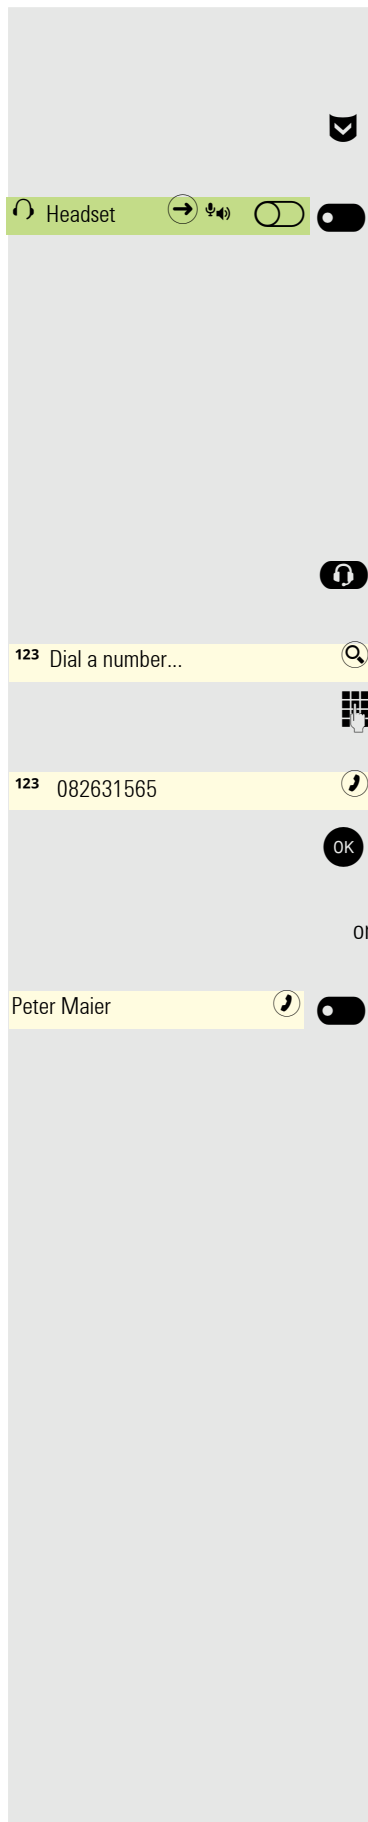 Headset
123 Dial a number...
123 082631565
OK
or
Peter Maier